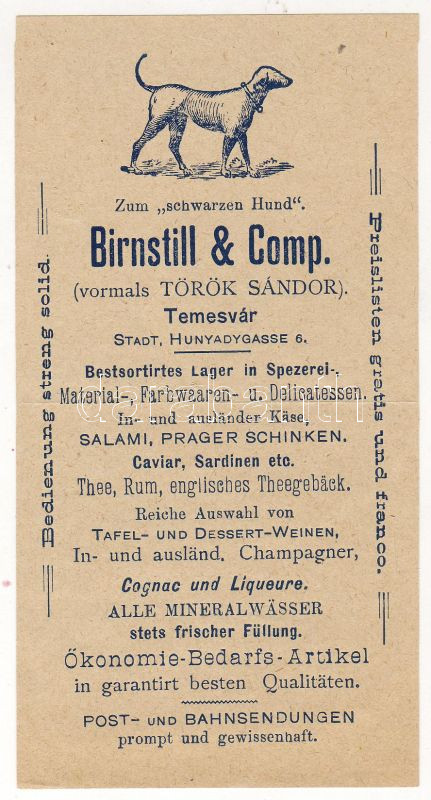 Zum „schwarzen Hund“.
Birnstill & Comp.
(vormals TÖRÖK SÁNDOR).
Temesvár
STADT, HUNYADYGASSE 6.
Bestsortirtes Lager in Spezerei-,
Material-, Farbwaaren- u. Delicatessen.
In- und ausländer Käse,
SALAMI, PRAGER SCHINKEN.
Caviar, Sardinen etc.
Thee, Rum, englisches Theegebäck.
Reiche Auswahl von
TAFEL- UND DESSERT-WEINEN,
In- und ausländ. Champagner,
Cognac und Liqueure.
ALLE MINERALWÄSSER
stets frischer Füllung.
Ökonomie-Bedarfs-Artikel
in garantirt besten Qualitäten.
POST- UND BAHNSENDUNGEN
prompt und gewissenhaft.
Bedienung streng solid.
Preislisten gratis und franco.